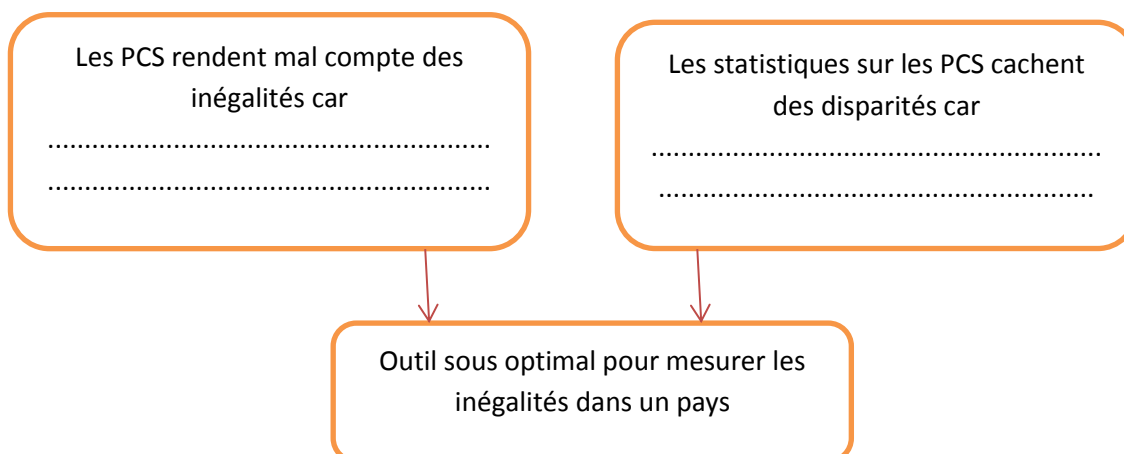 Les PCS rendent mal compte des
inégalités car
............................................................
............................................................
Les statistiques sur les PCS cachent
des disparités car
.............................................................
...........................................................
Outil sous optimal pour mesurer les
inégalités dans un pays